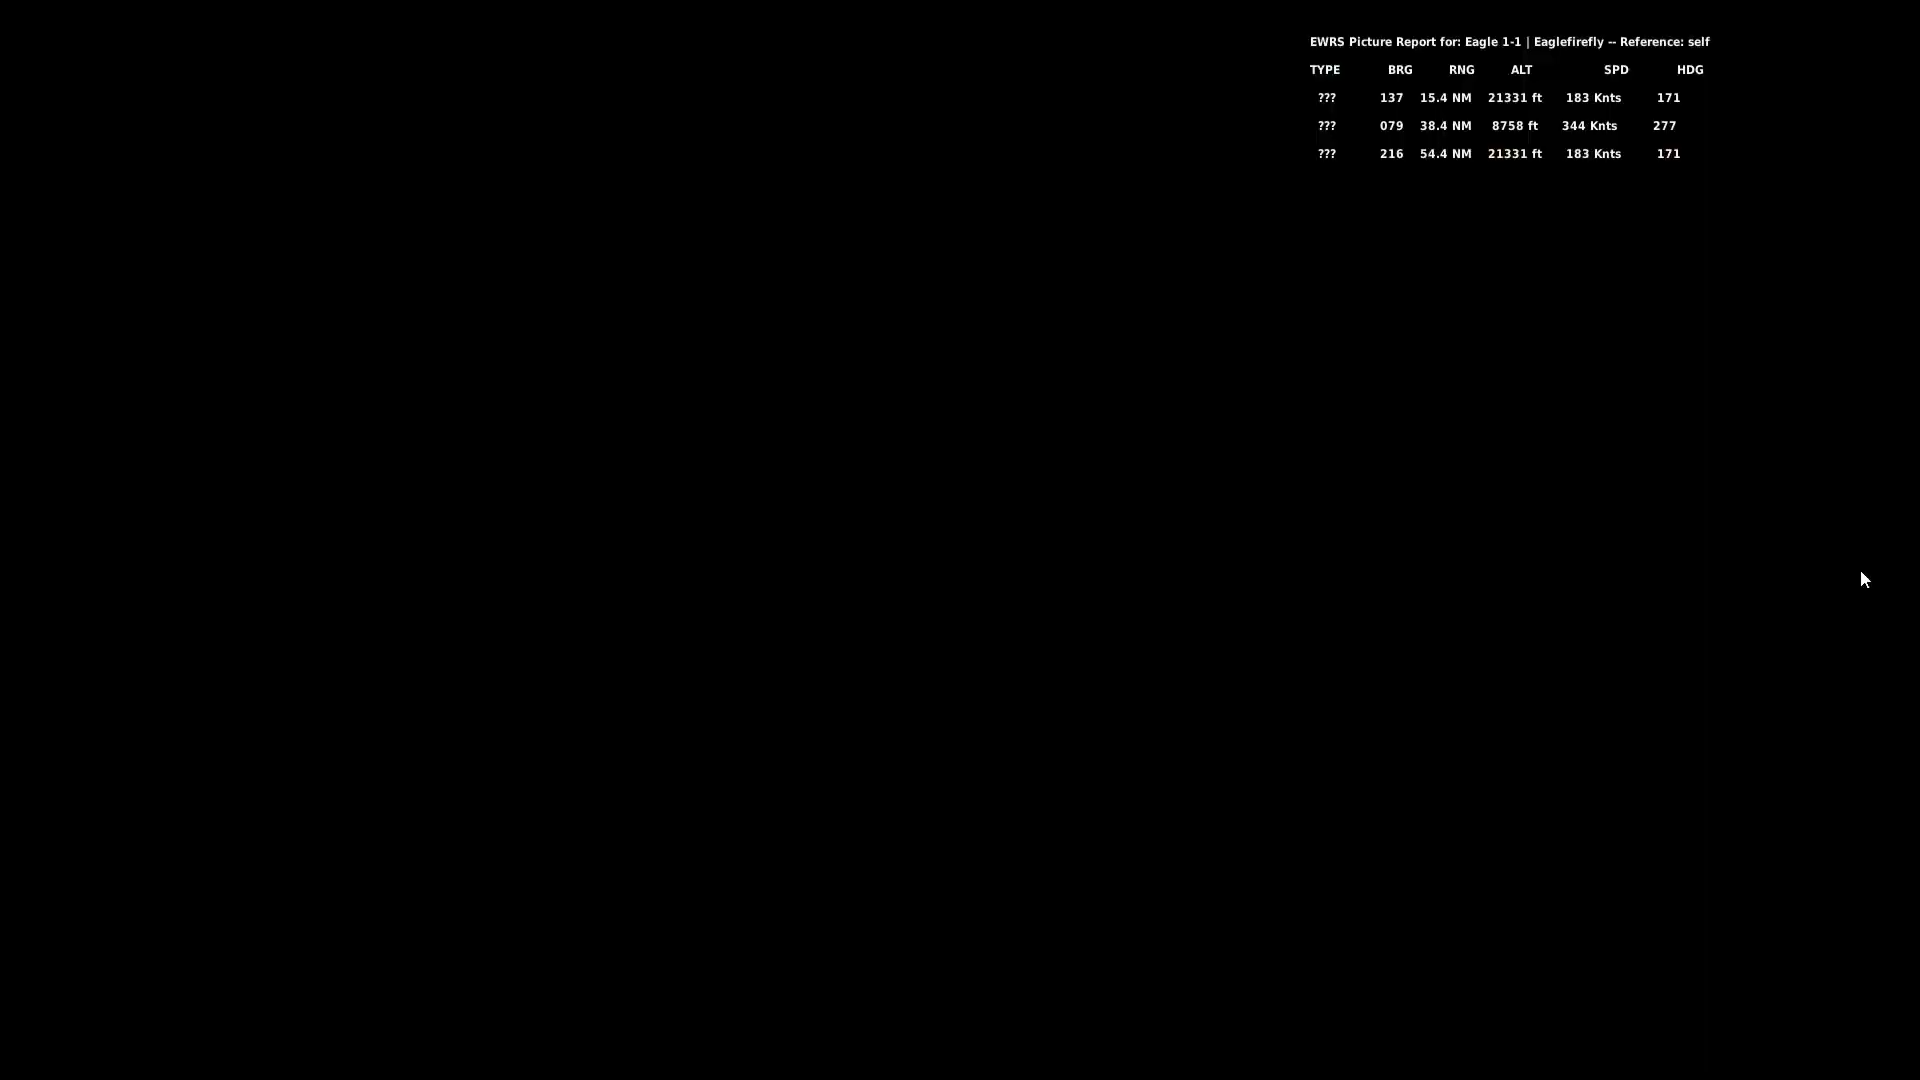 EWRS Picture Report for: Eagle 1-1 | Eaglefirefly -- Reference: self
TYPE BRG RNG ALT SPD HDG
??? 137 15.4 NM 21331 ft 183 Knts 171
??? 079 38.4 NM 8758 ft 344 Knts 277
??? 216 54.4 NM 21331 ft 183 Knts 171